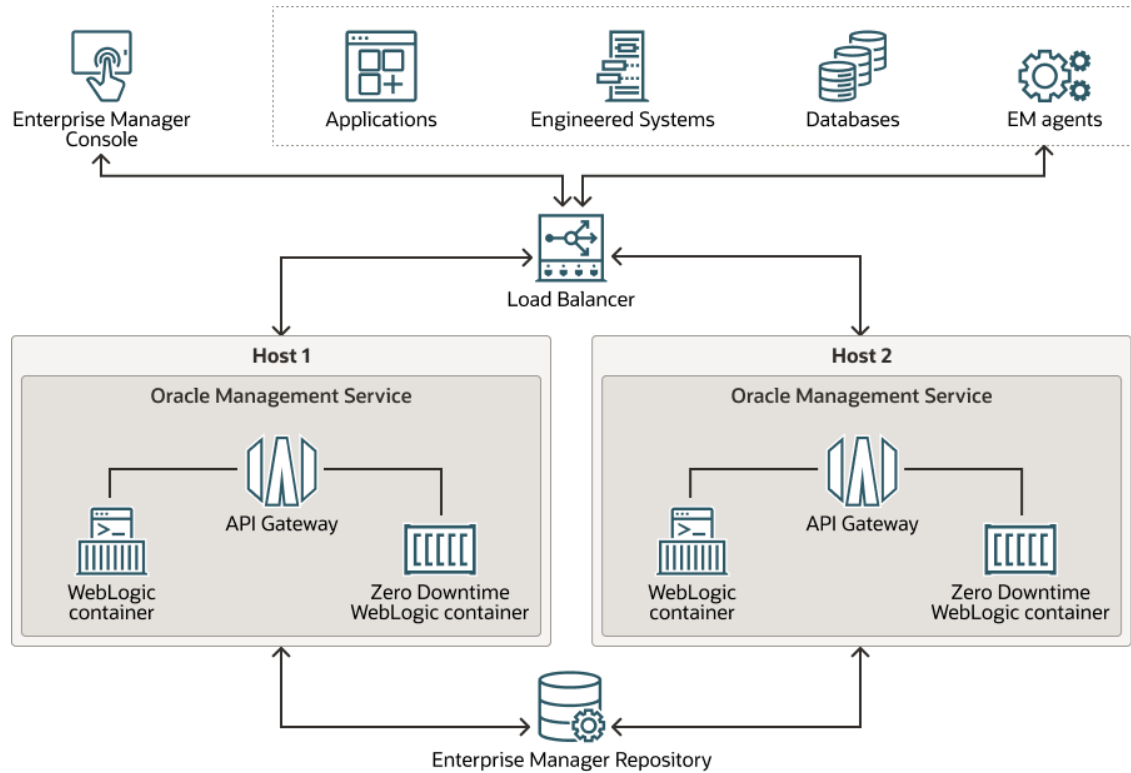 Enterprise Manager
Console
Applications
Engineered Systems
Databases
EM agents
Load Balancer
Host 1
Oracle Management Service
API Gateway
WebLogic
container
Zero Downtime
WebLogic container
Host 2
Oracle Management Service
API Gateway
WebLogic
container
Zero Downtime
WebLogic container
Enterprise Manager Repository